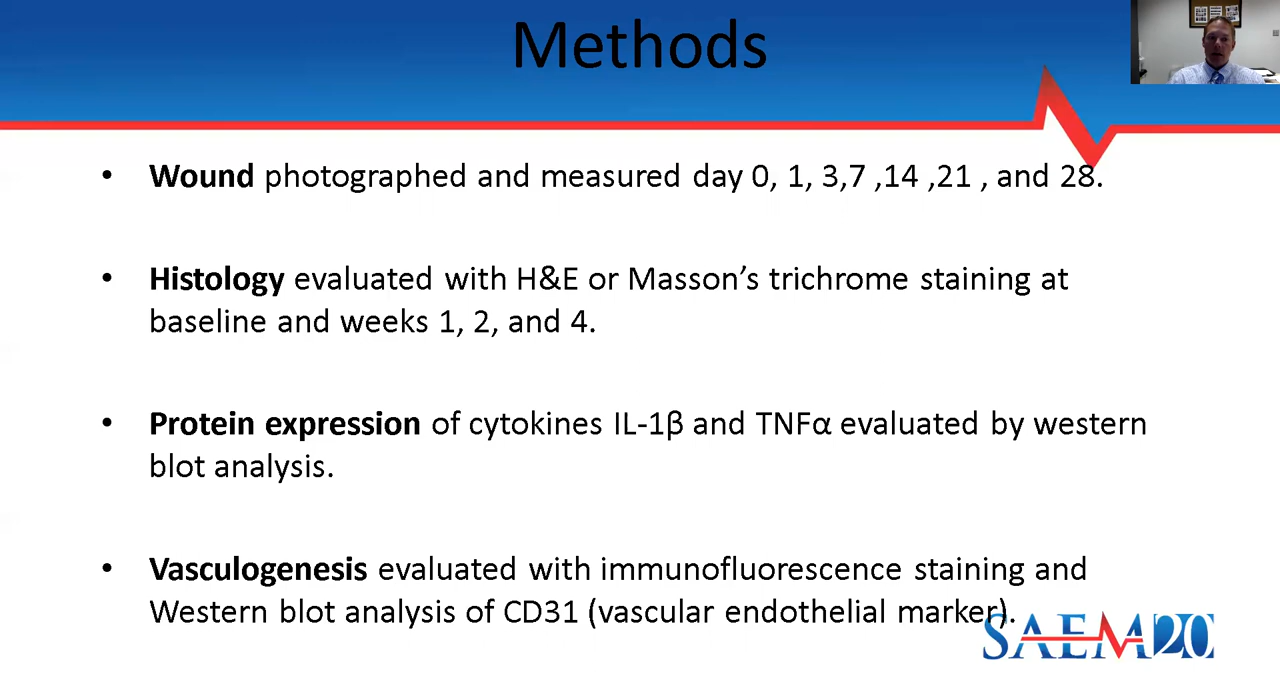 Methods
• Wound photographed and measured day 0, 1, 3,7 ,14 ,21 , and 28.
• Histology evaluated with H&E or Masson’s trichrome staining at
baseline and weeks 1, 2, and 4.
• Protein expression of cytokines IL-1β and TNFα evaluated by western
blot analysis.
• Vasculogenesis evaluated with immunofluorescence staining and
Western blot analysis of CD31 (vascular endothelial marker).
SAEM20